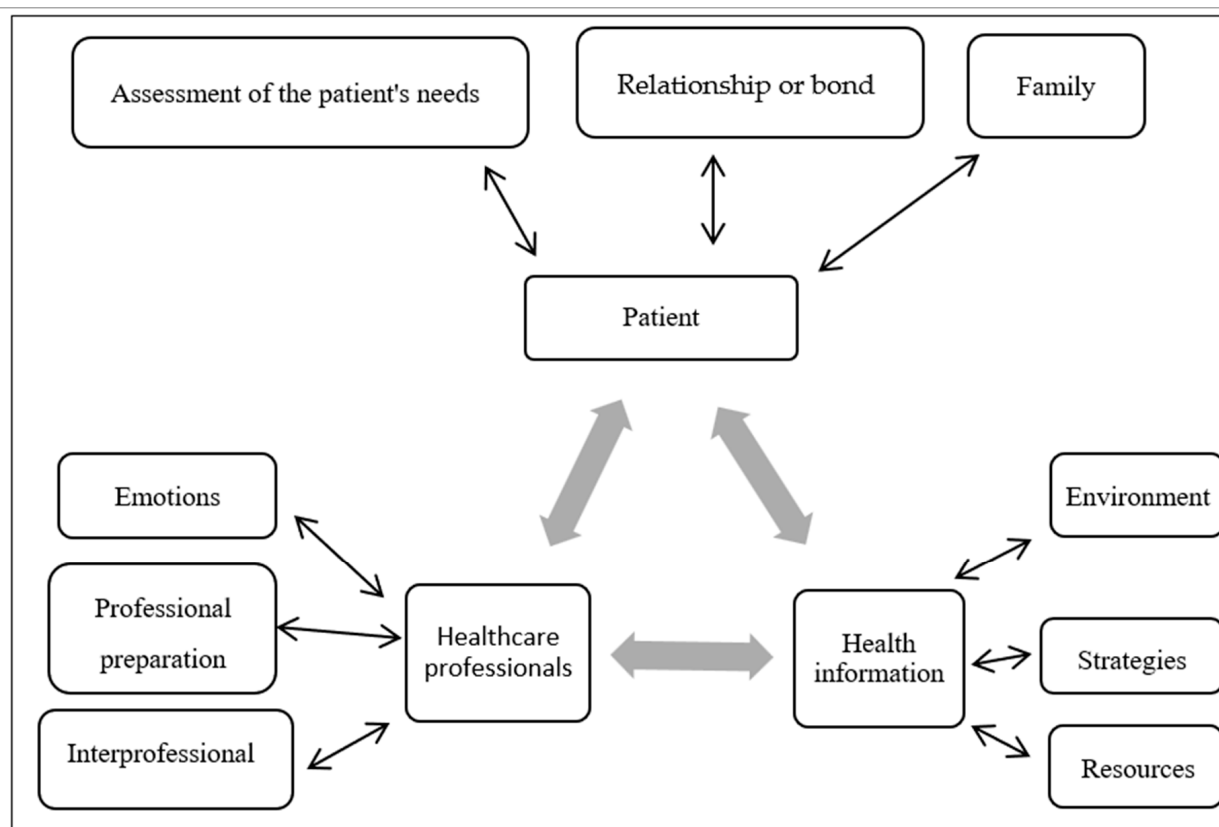 Assessment of the patient's needs
Relationship or bond
Family
Patient
Emotions
Professional
preparation
Interprofessional
Healthcare
professionals
Health
information
Environment
Strategies
Resources